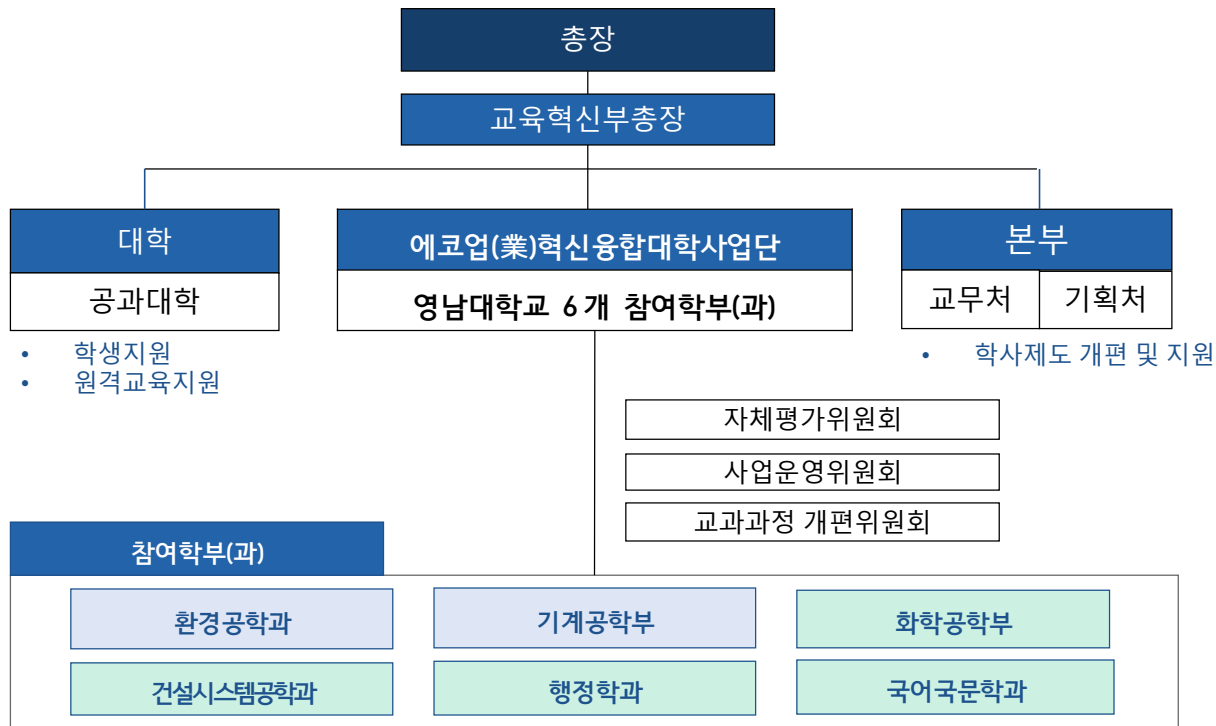 총장
교육혁신부총장
대학
공과대학
• 학생지원
• 원격교육지원
에코업(業)혁신융합대학사업단
영남대학교 6개 참여학부(과)
본부
교무처 기획처
• 학사제도 개편 및 지원
자체평가위원회
사업운영위원회
교과과정 개편위원회
참여학부(과)
환경공학과 기계공학부 화학공학부
건설시스템공학과 행정학과 국어국문학과